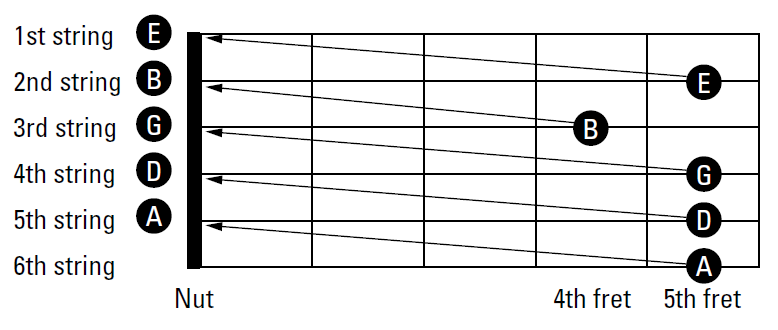 1st string E
E
2nd string B
3rd string G B
4th string D G
5th string A D
6th string A
Nut 4th fret 5th fret